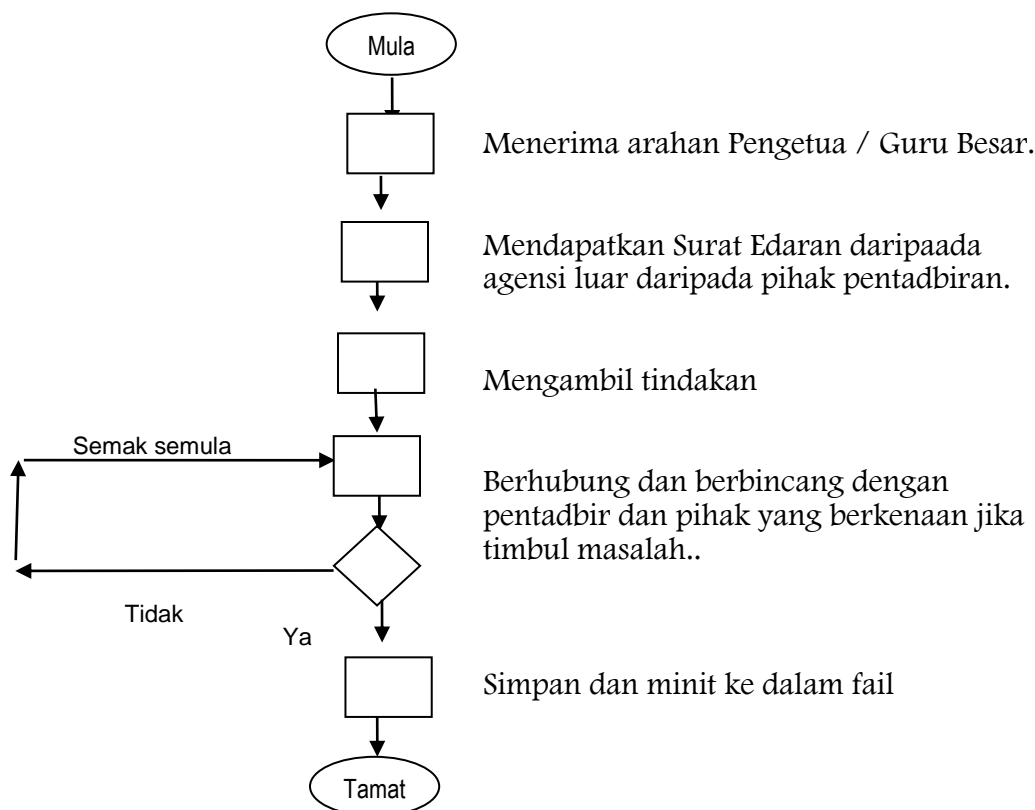 Mula
Menerima arahan Pengetua / Guru Besar.
Mendapatkan Surat Edaran daripaada
agensi luar daripada pihak pentadbiran.
Mengambil tindakan
Semak semula
Berhubung dan berbincang dengan
pentadbir dan pihak yang berkenaan jika
timbul masalah..
Tidak
Ya
Simpan dan minit ke dalam fail
Tamat